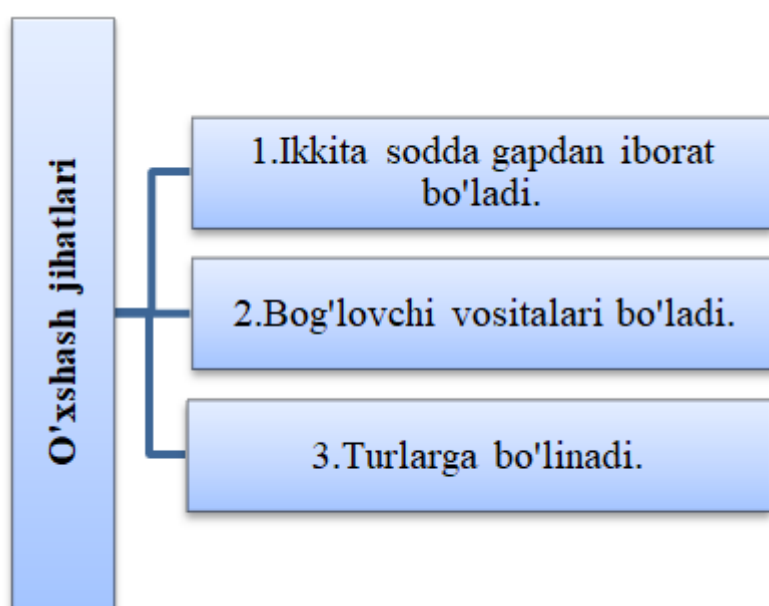 O'xshash jihatlari
1.Ikkita sodda gapdan iborat
bo'ladi.
2.Bog'lovchi vositalari bo'ladi.
3.Turlarga bo'linadi.